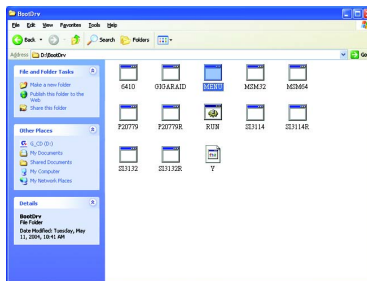 BootDrv
File Edit View Favorites Tools Help
Back Search Folders
Address D:\BootDrv Go
File and Folder Tasks
Make a new folder
Publish this folder to the Web
Share this folder
Other Places
G_CD (D:)
My Documents
Shared Documents
My Computer
My Network Places
Details
BootDrv
File Folder
Date Modified: Tuesday, May 11, 2004, 10:41 AM
6410 GIGARAID MENU MSM32 MSM64
P20779 P20779R RUN SI3114 SI3114R
SI3132 SI3132R Y